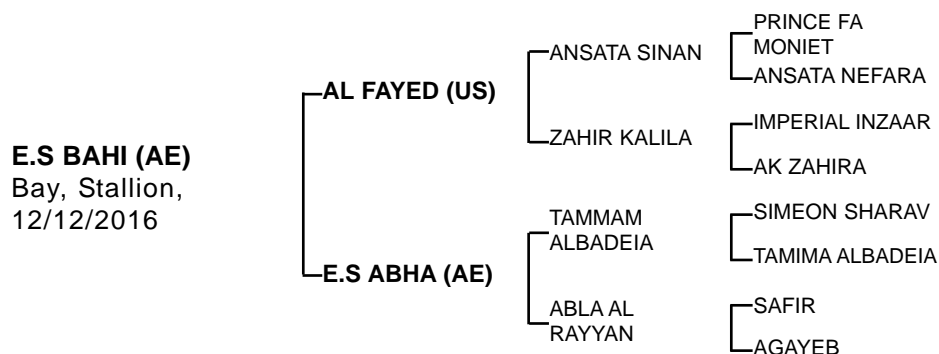 E.S BAHI (AE)
Bay, Stallion,
12/12/2016
AL FAYED (US)
E.S ABHA (AE)
ANSATA SINAN
ZAHIR KALILA
TAMMAM
ALBADEIA
ABLA AL
RAYYAN
PRINCE FA
MONIET
ANSATA NEFARA
IMPERIAL INZAAR
AK ZAHIRA
SIMEON SHARAV
TAMIMA ALBADEIA
SAFIR
AGAYEB